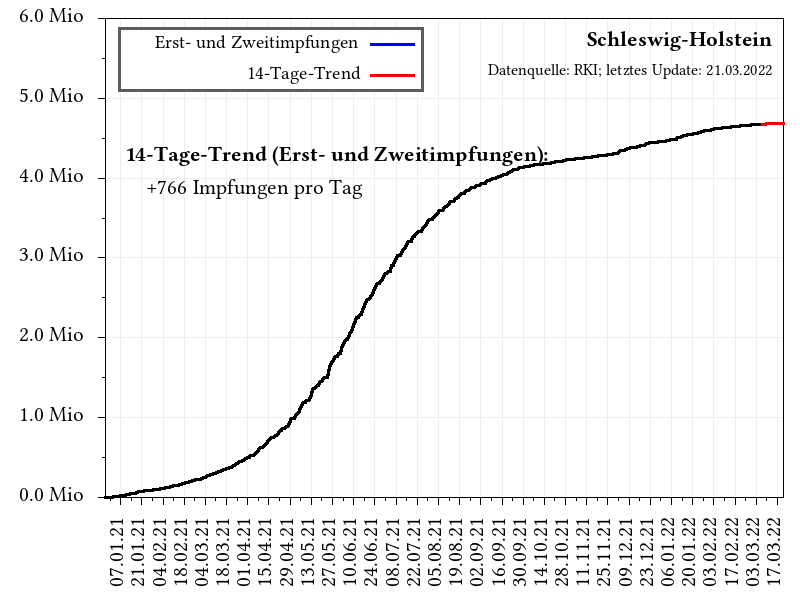 6.0 Mio
5.0 Mio
4.0 Mio
3.0 Mio
2.0 Mio
1.0 Mio
0.0 Mio
Erst- und Zweitimpfungen
14-Tage-Trend
Schleswig-Holstein
Datenquelle: RKI; letztes Update: 21.03.2022
14-Tage-Trend (Erst- und Zweitimpfungen):
+766 Impfungen pro Tag
07.01.21
21.01.21
04.02.21
18.02.21
04.03.21
18.03.21
01.04.21
15.04.21
29.04.21
13.05.21
27.05.21
10.06.21
24.06.21
08.07.21
22.07.21
05.08.21
19.08.21
02.09.21
16.09.21
30.09.21
14.10.21
28.10.21
11.11.21
25.11.21
09.12.21
23.12.21
06.01.22
20.01.22
03.02.22
17.02.22
03.03.22
17.03.22